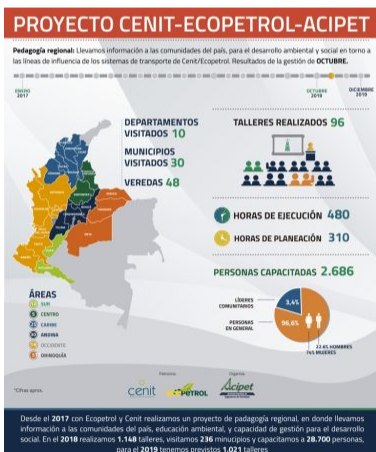 PROYECTO CENIT-ECOPETROL-ACIPET
Pedagogía regional: Llevamos información a las comunidades del país, para el desarrollo ambiental y social en torno a
las líneas de influencia de los sistemas de transporte de Cenit/Ecopetrol. Resultados de la gestión de OCTUBRE.
ENERO
2017
OCTUBRE
2019
DICIEMBRE
2019
DEPARTAMENTOS
VISITADOS 10
MUNICIPIOS
VISITADOS 30
VEREDAS 48
TALLERES REALIZADOS 96
HORAS DE EJECUCIÓN 480
HORAS DE PLANEACIÓN 310
PERSONAS CAPACITADAS 2.686
LÍDERES
COMUNITARIOS
3,4%
PERSONAS
EN GENERAL
96,6%
HOMBRES
MUJERES
ÁREAS
SUR
CENTRO
CARIBE
ANDINA
OCCIDENTE
ORINOQUÍA
*Cifras aprox.
cenit
ECOPETROL
Acipet
Desde el 2017 con Ecopetrol y Cenit realizamos un proyecto de pedagogía regional, en donde llevamos
información a las comunidades del país, educación ambiental, y capacidad de gestión para el desarrollo
social. En el 2018 realizamos 1.148 talleres, visitamos 236 minucipios y capacitamos a 28.700 personas,
para el 2019 tenemos previstos 1.021 talleres